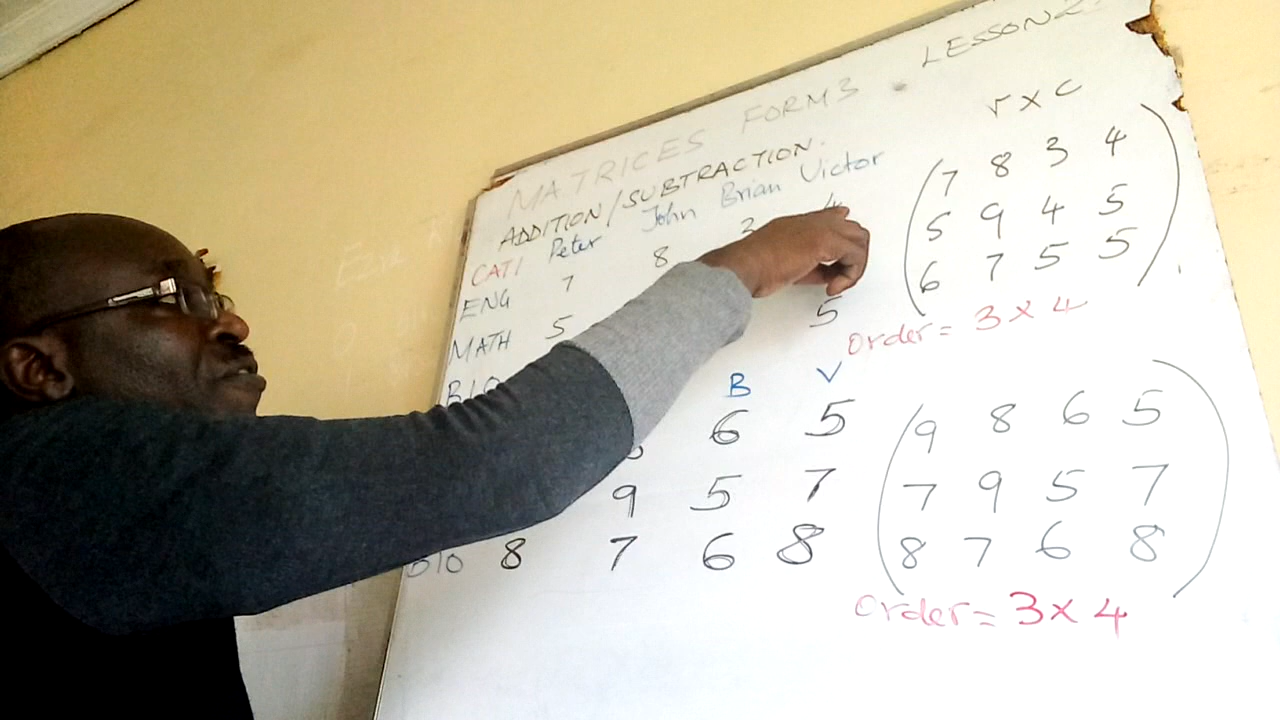 MATRICES FORM 3 . LESSON 2
ADDITION/SUBTRACTION.
CAT1 Peter John Brian Victor
ENG 7 8 3 4
MATH 5
5
BIO
B V
6 5
9 5 7
BIO 8 7 6 8
r x c
7 8 3 4
5 9 4 5
6 7 5 5
order = 3 x 4
9 8 6 5
7 9 5 7
8 7 6 8
order = 3 x 4